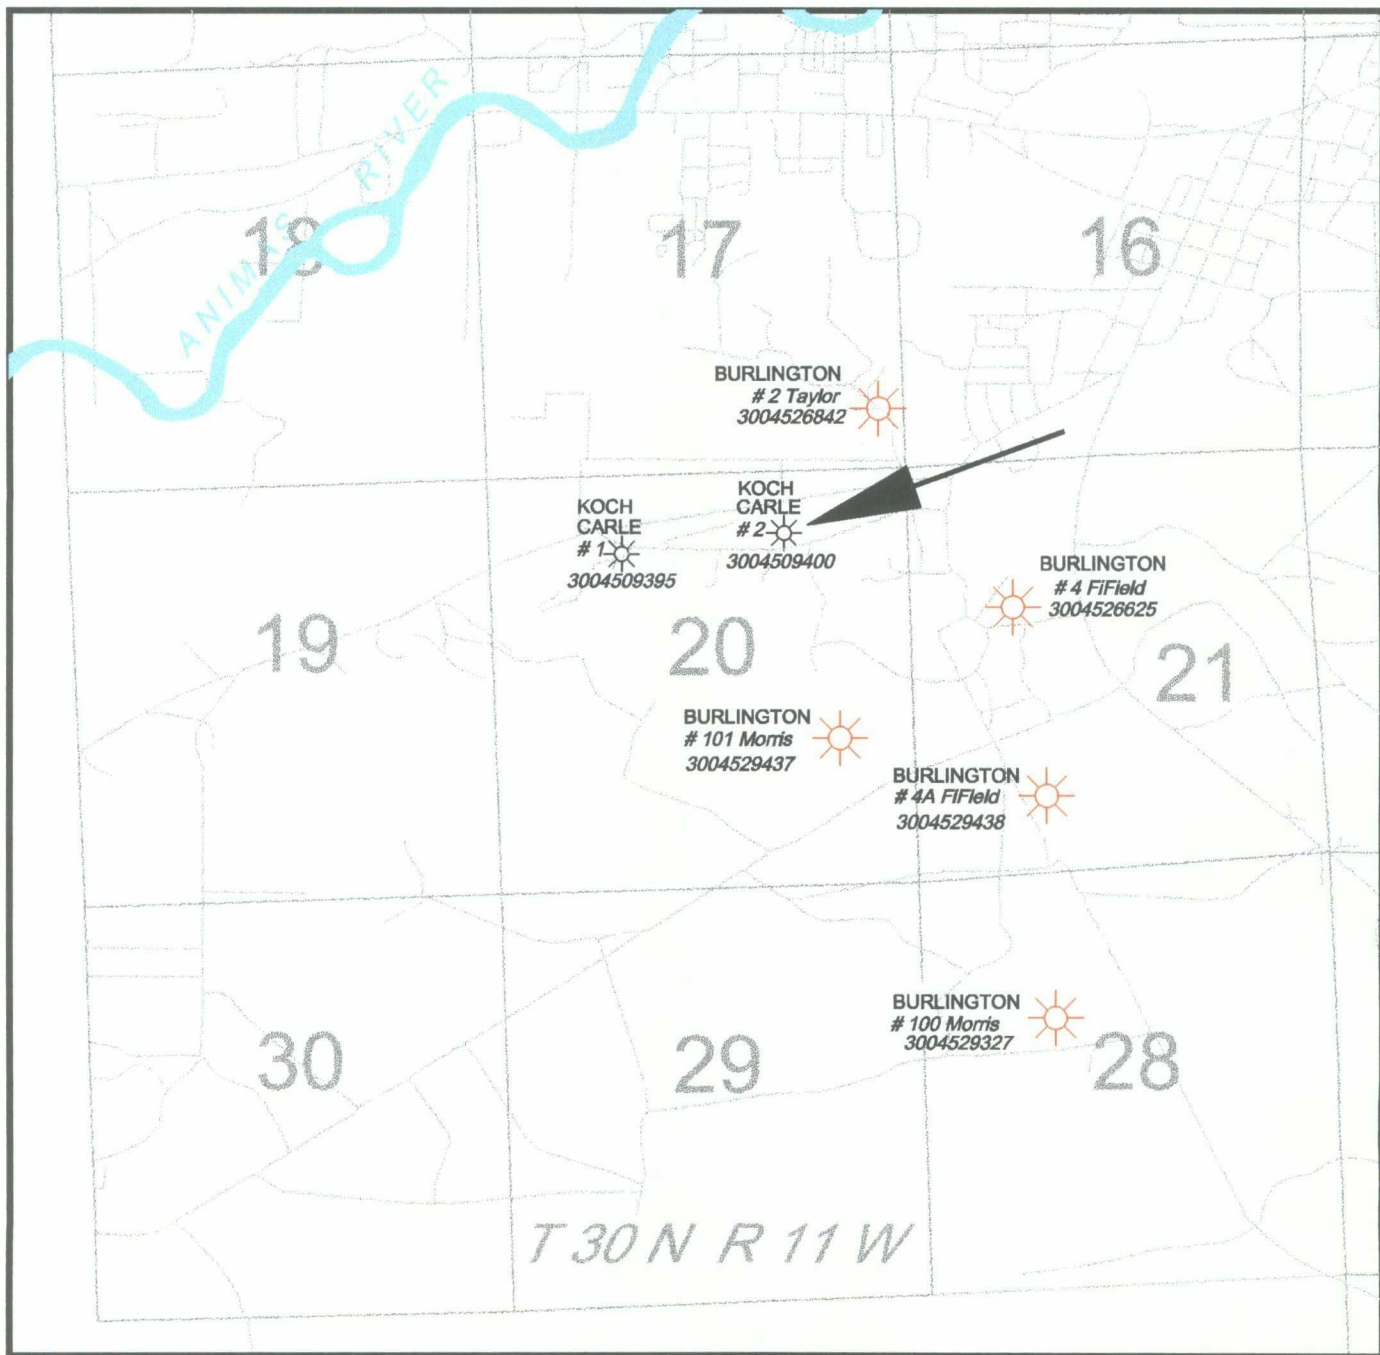 ANIMAS RIVER
18
17
16
BURLINGTON
# 2 Taylor
3004526842
KOCH
CARLE
# 1
3004509395
KOCH
CARLE
# 2
3004509400
BURLINGTON
# 4 FiField
3004526625
19
20
21
BURLINGTON
# 101 Morris
3004529437
BURLINGTON
# 4A FiField
3004529438
BURLINGTON
# 100 Morris
3004529327
30
29
28
T 30 N R 11 W